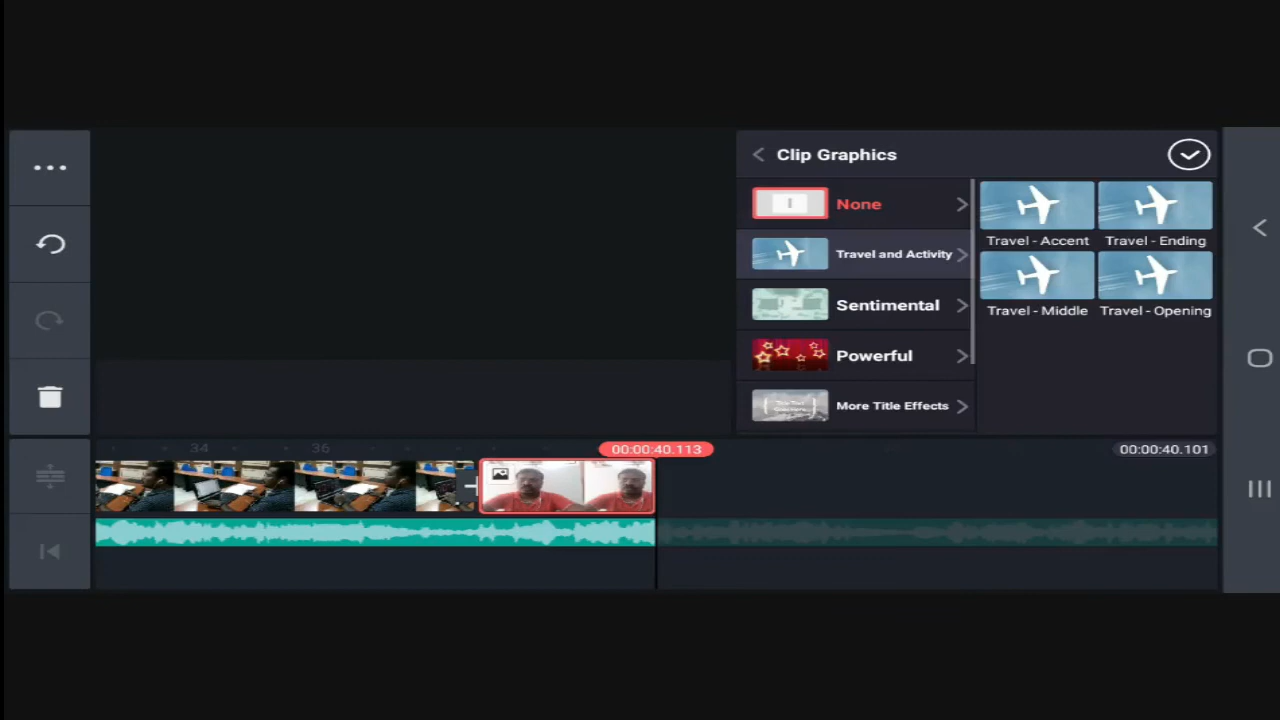 Clip Graphics
None
Travel and Activity
Sentimental
Powerful
More Title Effects
Travel - Accent
Travel - Ending
Travel - Middle
Travel - Opening
34
36
00:00:40.113
00:00:40.101